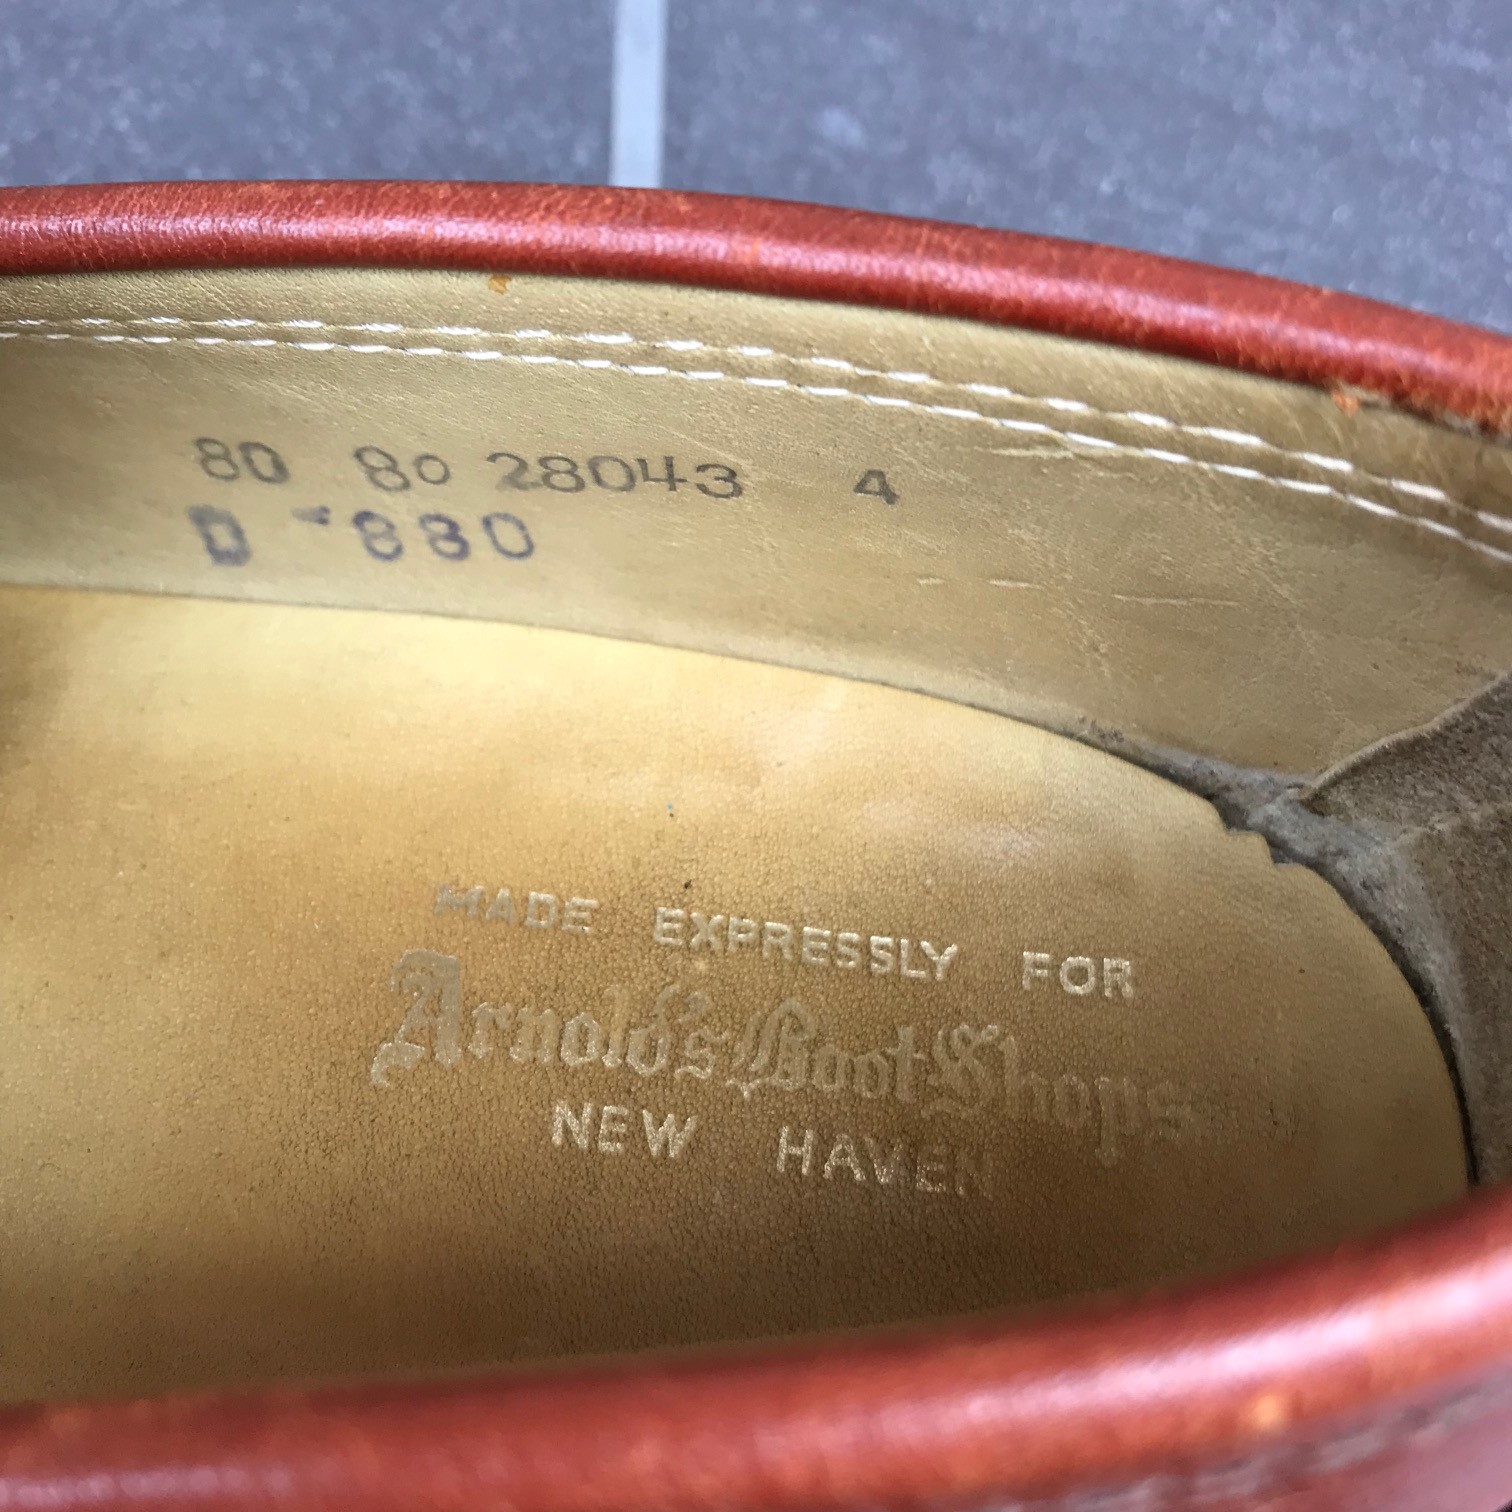 80 80 28043 4
D 880
MADE EXPRESSLY FOR
Arnold's Boot Shops
NEW HAVEN